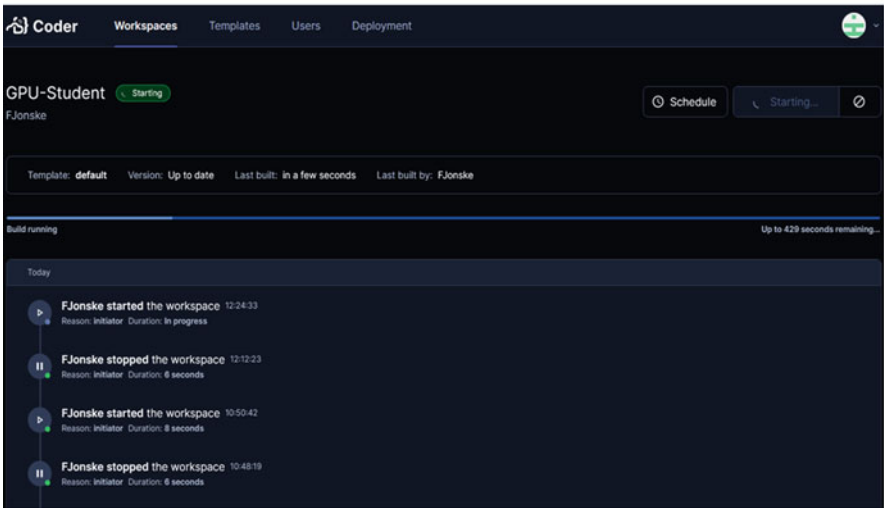 Coder Workspaces Templates Users Deployment
GPU-Student Starting
FJonske
Schedule Starting...
Template: default Version: Up to date Last built: in a few seconds Last built by: FJonske
Build running Up to 429 seconds remaining...
Today
FJonske started the workspace 12:24:33
Reason: initiator Duration: In progress
FJonske stopped the workspace 12:12:23
Reason: initiator Duration: 6 seconds
FJonske started the workspace 10:50:42
Reason: initiator Duration: 8 seconds
FJonske stopped the workspace 10:48:19
Reason: initiator Duration: 6 seconds